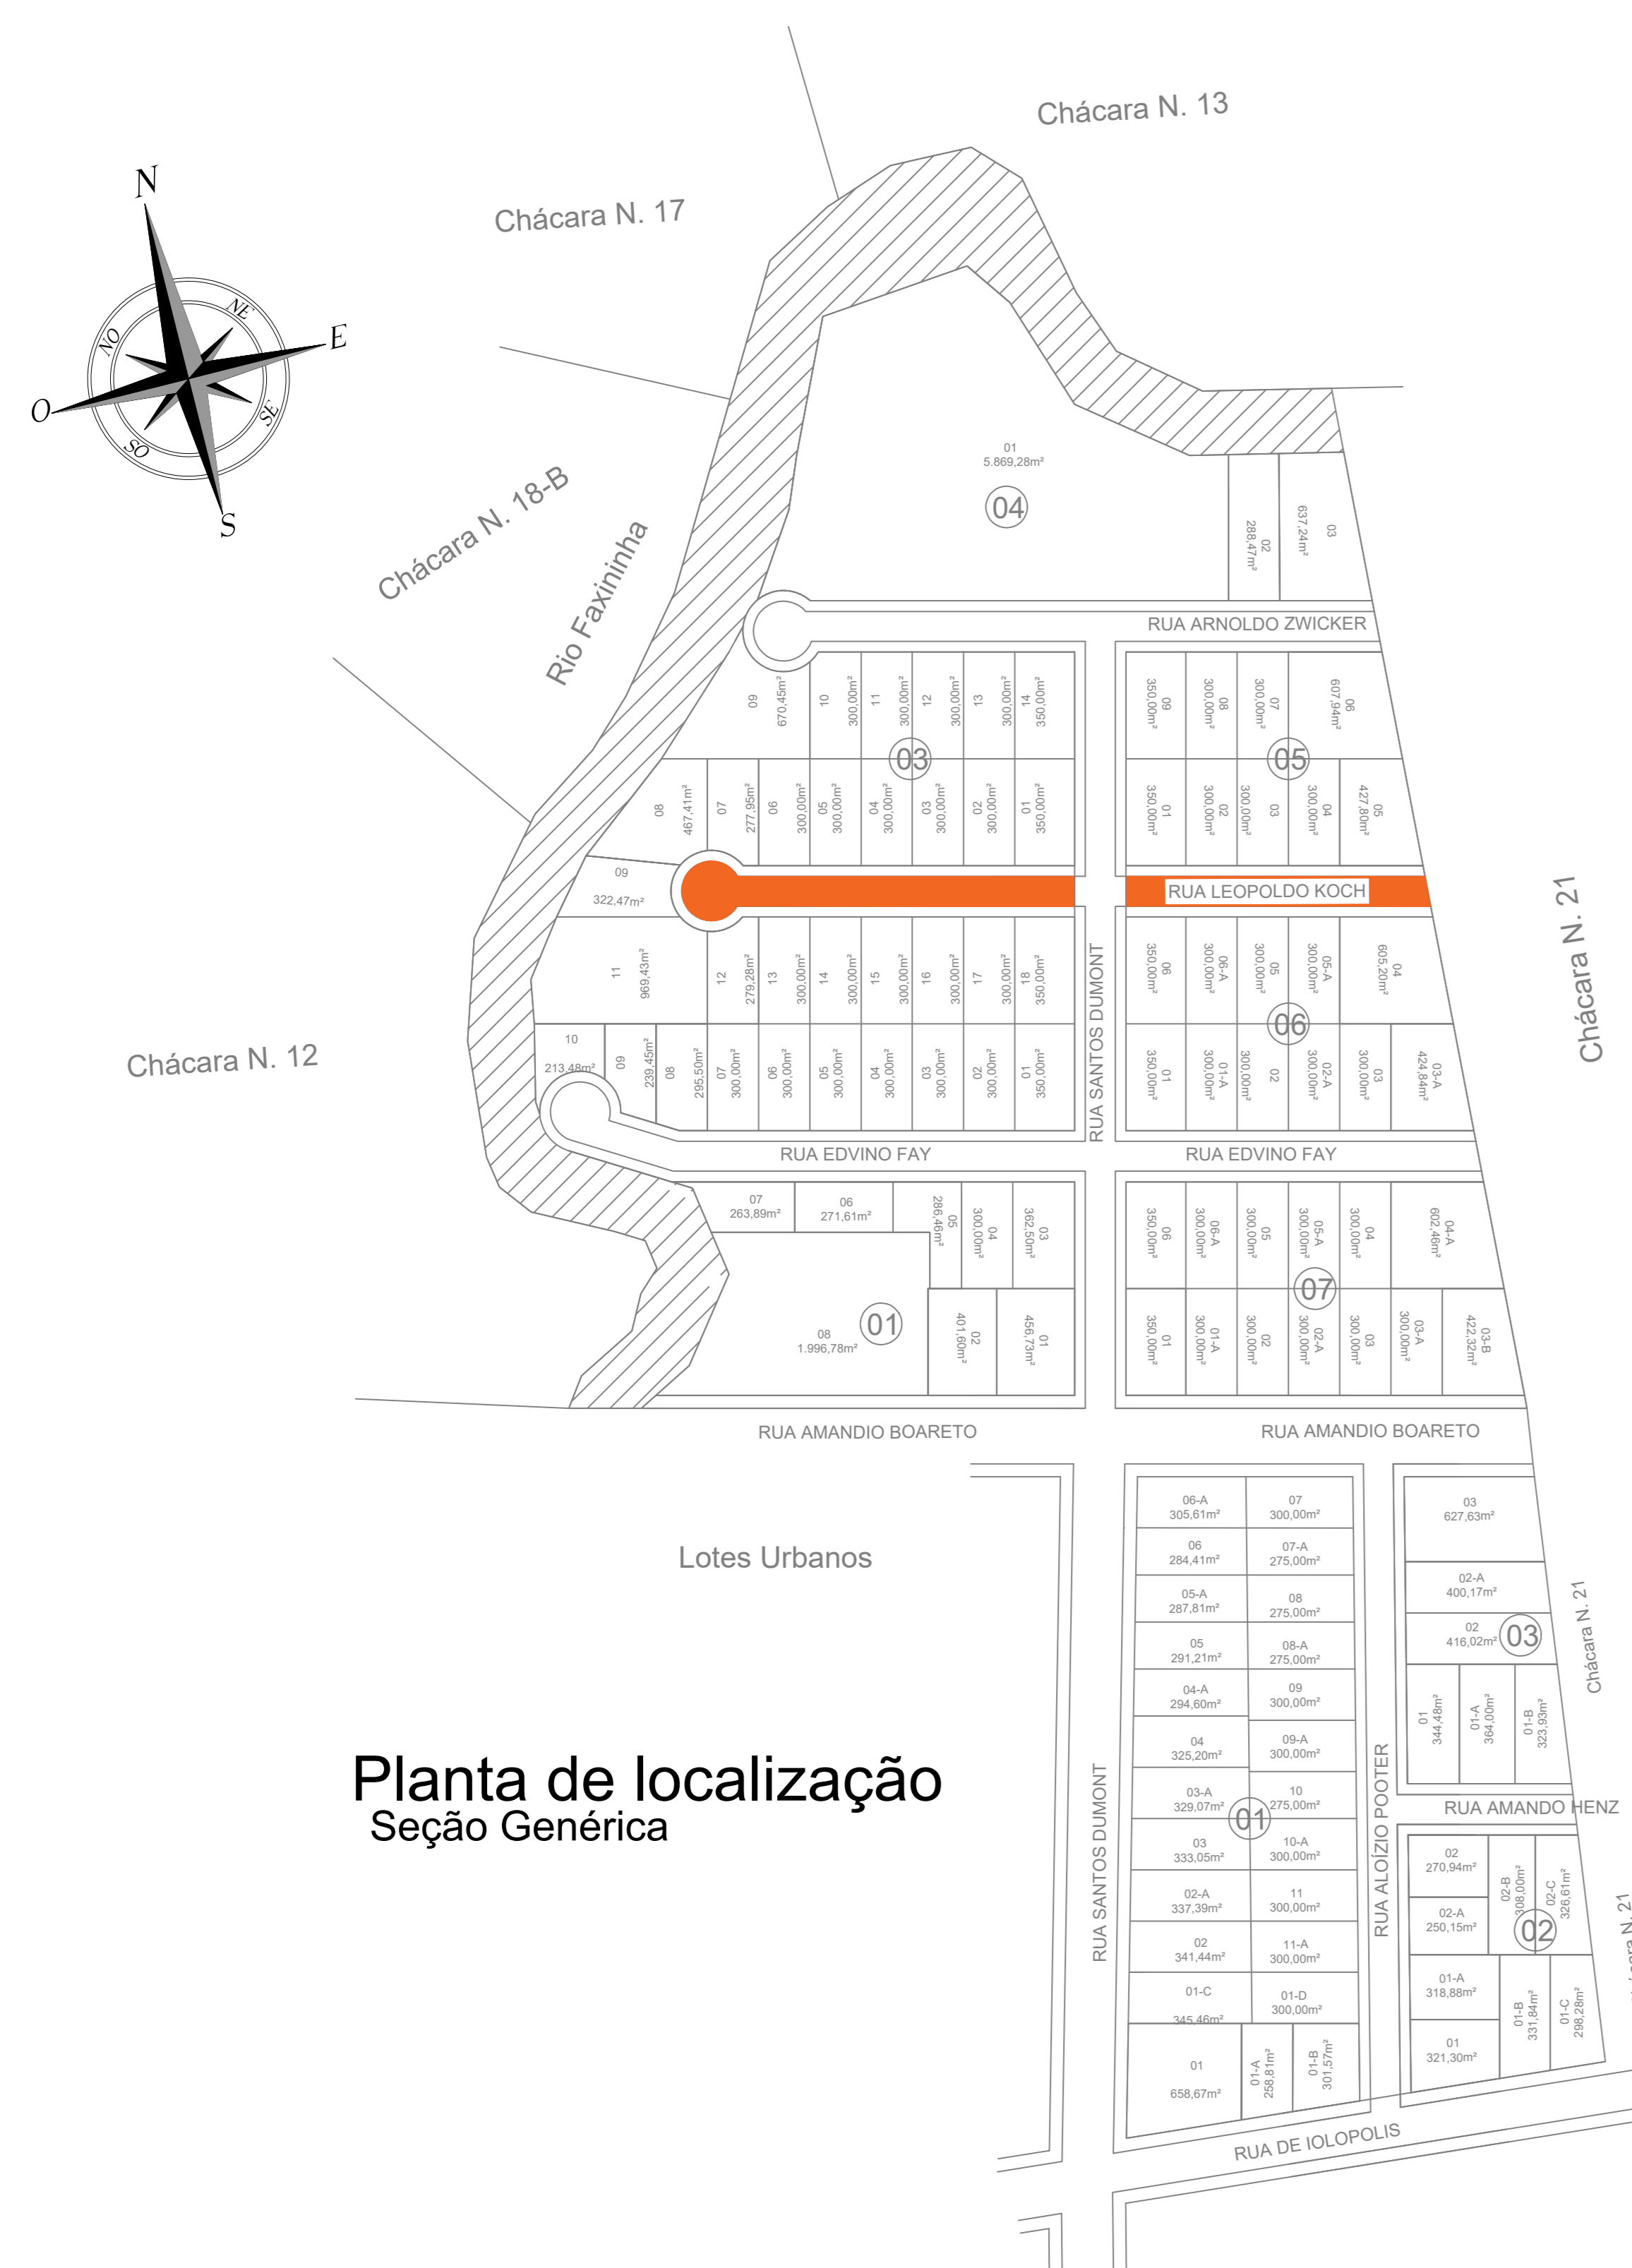 Chácara N. 13
Chácara N. 17
N
NE
E
SE
S
SO
O
NO
Chácara N. 18-B
Rio Faxininha
01
5.869,28m²
04
02
288,47m²
03
637,24m²
RUA ARNOLDO ZWICKER
09
670,45m²
10
300,00m²
11
300,00m²
12
300,00m²
13
300,00m²
14
350,00m²
03
08
467,41m²
07
277,95m²
06
300,00m²
05
300,00m²
04
300,00m²
03
300,00m²
02
300,00m²
01
350,00m²
09
350,00m²
08
300,00m²
07
300,00m²
06
607,94m²
05
01
350,00m²
02
300,00m²
03
300,00m²
04
300,00m²
05
427,80m²
09
322,47m²
RUA LEOPOLDO KOCH
Chácara N. 21
11
969,43m²
12
279,28m²
13
300,00m²
14
300,00m²
15
300,00m²
16
300,00m²
17
300,00m²
18
350,00m²
RUA SANTOS DUMONT
06
350,00m²
06-A
300,00m²
05
300,00m²
05-A
300,00m²
04
605,20m²
06
Chácara N. 12
10
213,48m²
09
239,45m²
08
295,50m²
07
300,00m²
06
300,00m²
05
300,00m²
04
300,00m²
03
300,00m²
02
300,00m²
01
350,00m²
01
350,00m²
01-A
300,00m²
02
300,00m²
02-A
300,00m²
03
300,00m²
03-A
424,84m²
RUA EDVINO FAY
RUA EDVINO FAY
07
263,89m²
06
271,61m²
05
286,46m²
04
300,00m²
03
362,50m²
08
1.996,78m²
01
02
401,60m²
01
456,73m²
06
350,00m²
06-A
300,00m²
05
300,00m²
05-A
300,00m²
04
300,00m²
04-A
602,46m²
07
01
350,00m²
01-A
300,00m²
02
300,00m²
02-A
300,00m²
03
300,00m²
03-A
300,00m²
03-B
422,32m²
RUA AMANDIO BOARETO
RUA AMANDIO BOARETO
Lotes Urbanos
06-A
305,61m²
07
300,00m²
06
284,41m²
07-A
275,00m²
05-A
287,81m²
08
275,00m²
05
291,21m²
08-A
275,00m²
04-A
294,60m²
09
300,00m²
04
325,20m²
09-A
300,00m²
03-A
329,07m²
10
275,00m²
01
03
333,05m²
10-A
300,00m²
02-A
337,39m²
11
300,00m²
02
341,44m²
11-A
300,00m²
01-C
345,46m²
01-D
300,00m²
01
658,67m²
01-A
258,81m²
01-B
301,57m²
RUA SANTOS DUMONT
RUA ALOÍZIO POOTER
03
627,63m²
02-A
400,17m²
02
416,02m²
03
01
344,48m²
01-A
364,00m²
01-B
323,93m²
Chácara N. 21
RUA AMANDO HENZ
02
270,94m²
02-A
250,15m²
02-B
308,00m²
02-C
326,61m²
02
01-A
318,88m²
01
321,30m²
01-B
331,84m²
01-C
298,28m²
N. 21
RUA DE IOLOPOLIS
Planta de localização
Seção Genérica